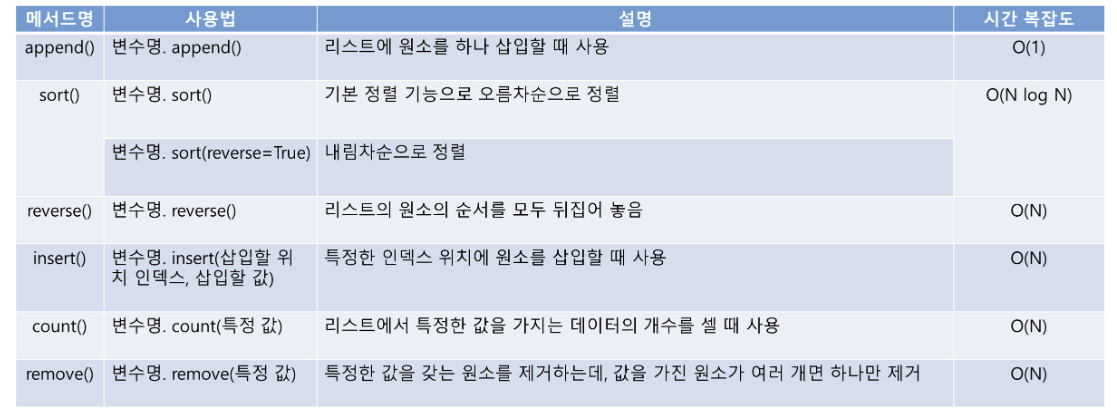 메서드명 사용법 설명 시간 복잡도
append() 변수명. append() 리스트에 원소를 하나 삽입할 때 사용 O(1)
sort() 변수명. sort() 기본 정렬 기능으로 오름차순으로 정렬 O(N log N)
변수명. sort(reverse=True) 내림차순으로 정렬
reverse() 변수명. reverse() 리스트의 원소의 순서를 모두 뒤집어 놓음 O(N)
insert() 변수명. insert(삽입할 위 특정한 인덱스 위치에 원소를 삽입할 때 사용 O(N)
치 인덱스, 삽입할 값)
count() 변수명. count(특정 값) 리스트에서 특정한 값을 가지는 데이터의 개수를 셀 때 사용 O(N)
remove() 변수명. remove(특정 값) 특정한 값을 갖는 원소를 제거하는데, 값을 가진 원소가 여러 개면 하나만 제거 O(N)